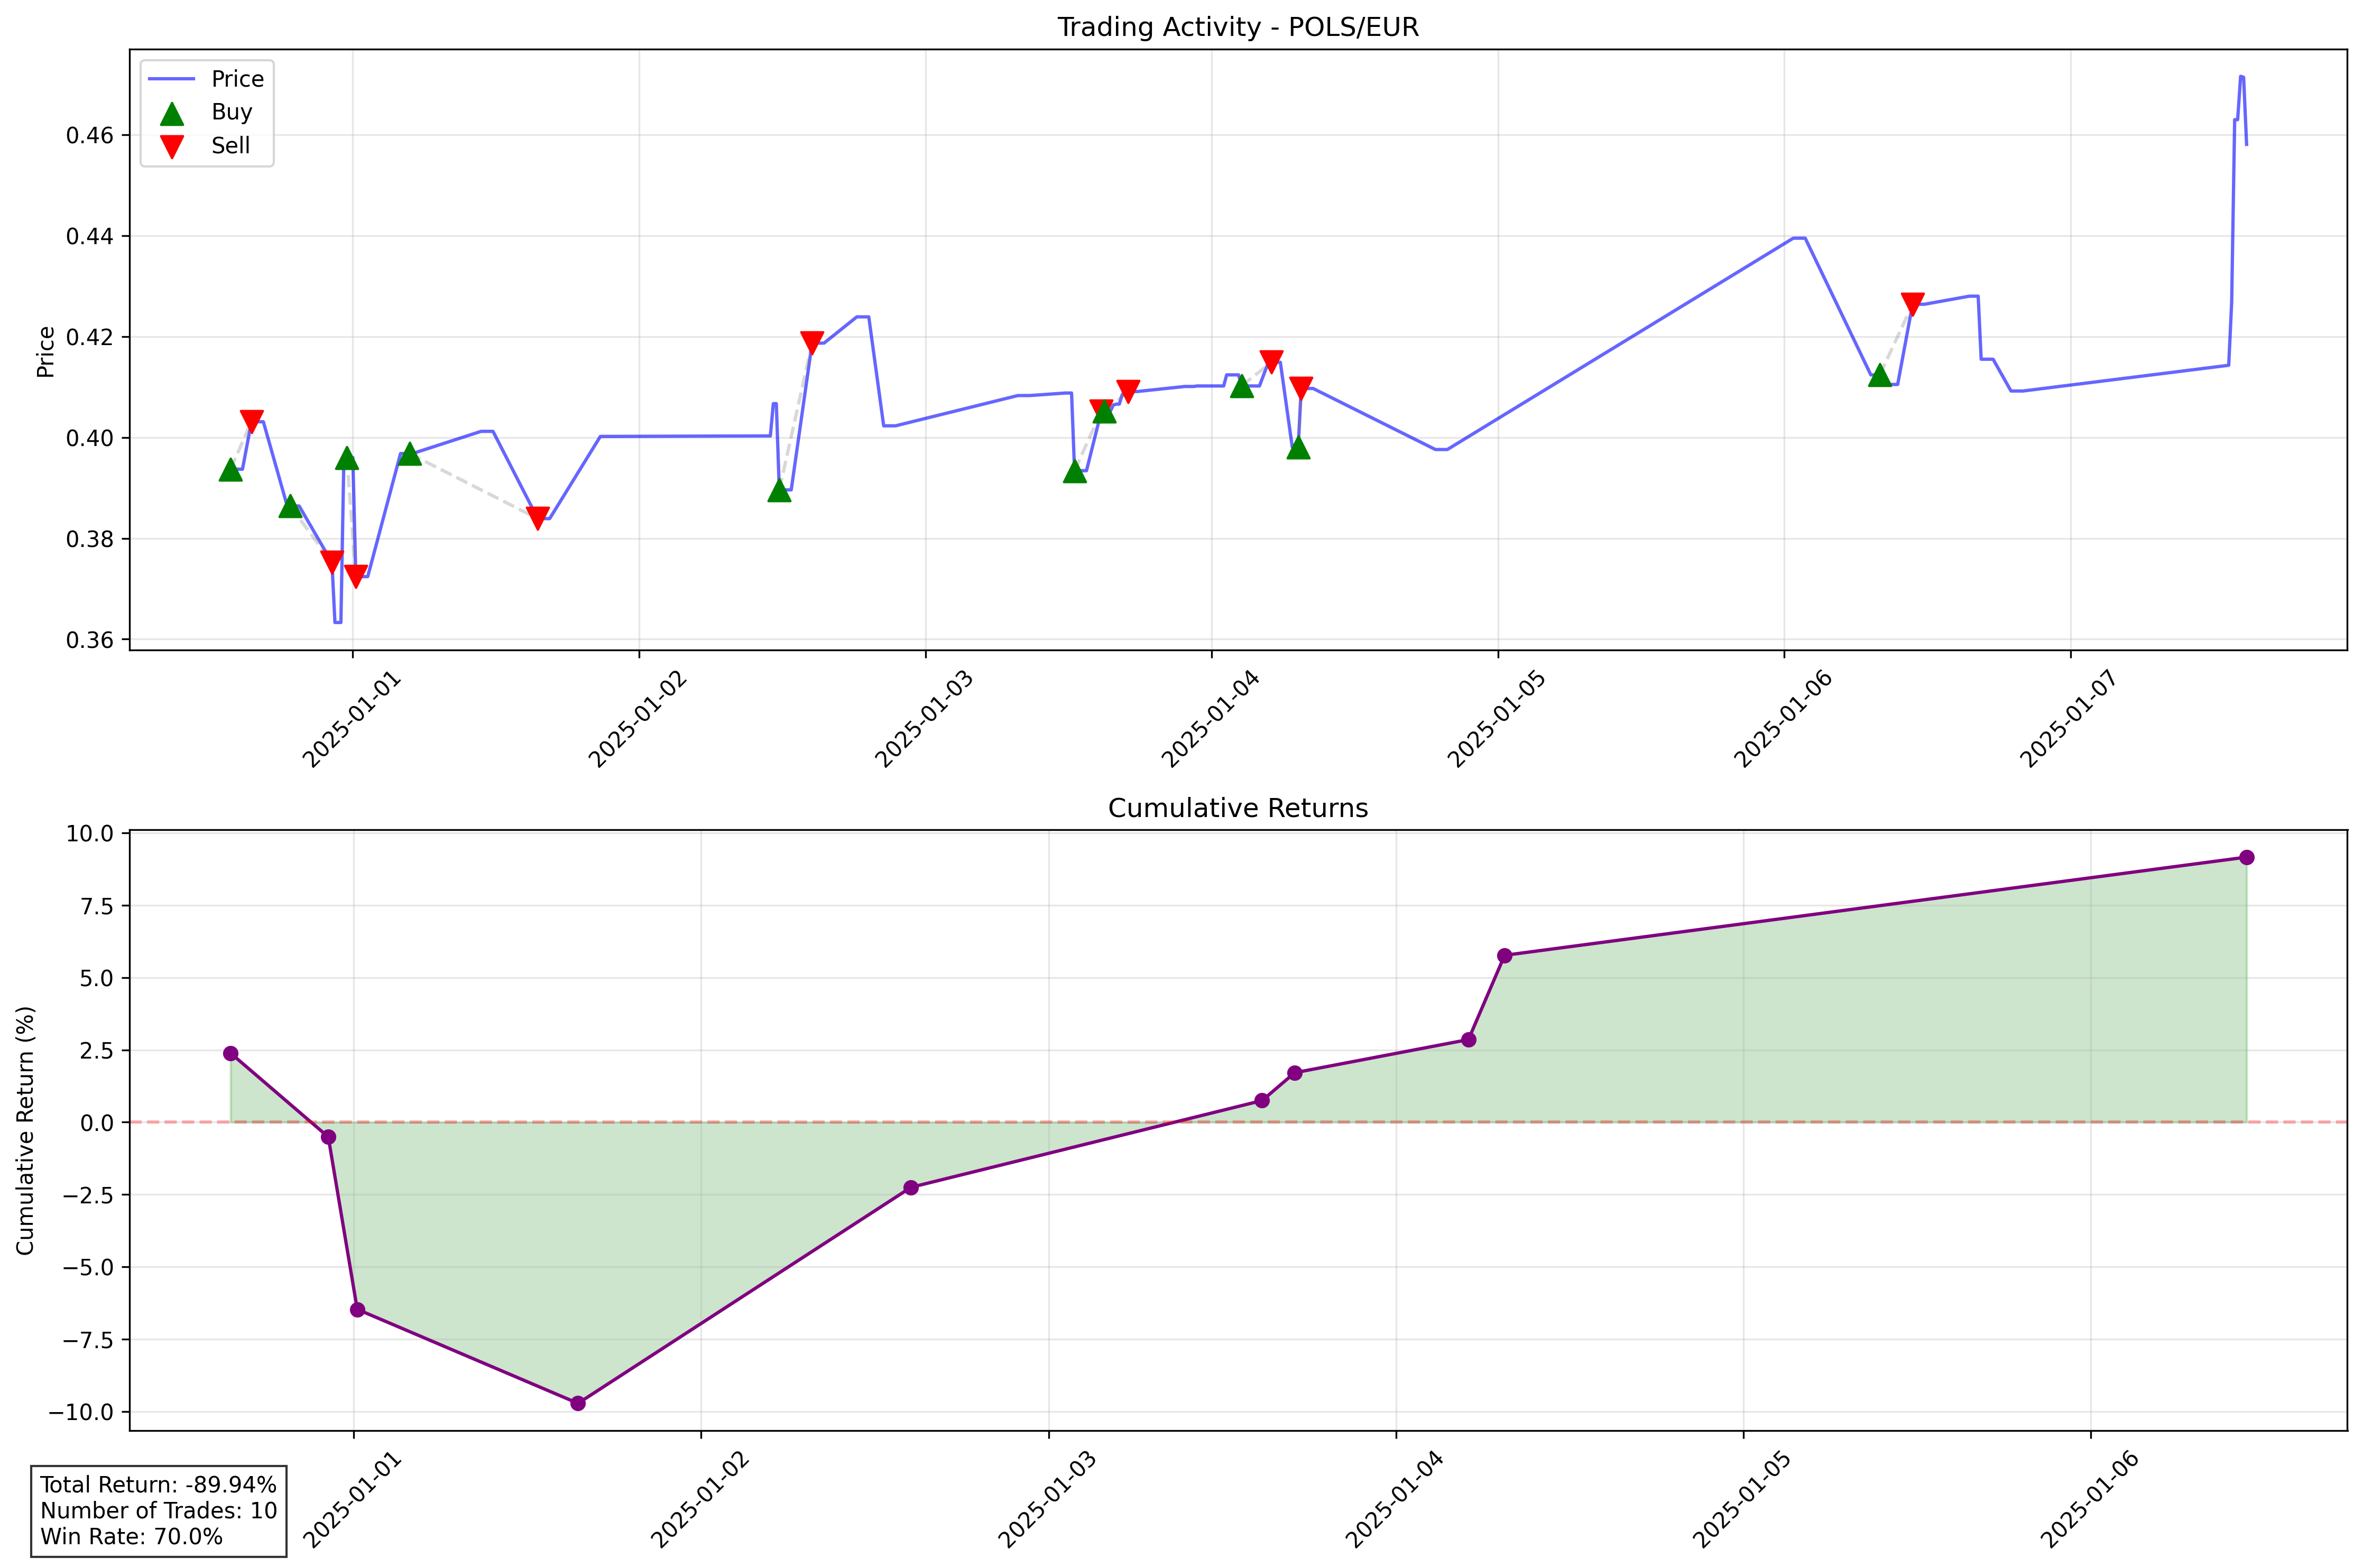 Trading Activity - POLS/EUR
Price
Buy
Sell
Price
0.46
0.44
0.42
0.40
0.38
0.36
2025-01-01
2025-01-02
2025-01-03
2025-01-04
2025-01-05
2025-01-06
2025-01-07
Cumulative Returns
Cumulative Return (%)
10.0
7.5
5.0
2.5
0.0
−2.5
−5.0
−7.5
−10.0
2025-01-01
2025-01-02
2025-01-03
2025-01-04
2025-01-05
2025-01-06
Total Return: -89.94%
Number of Trades: 10
Win Rate: 70.0%